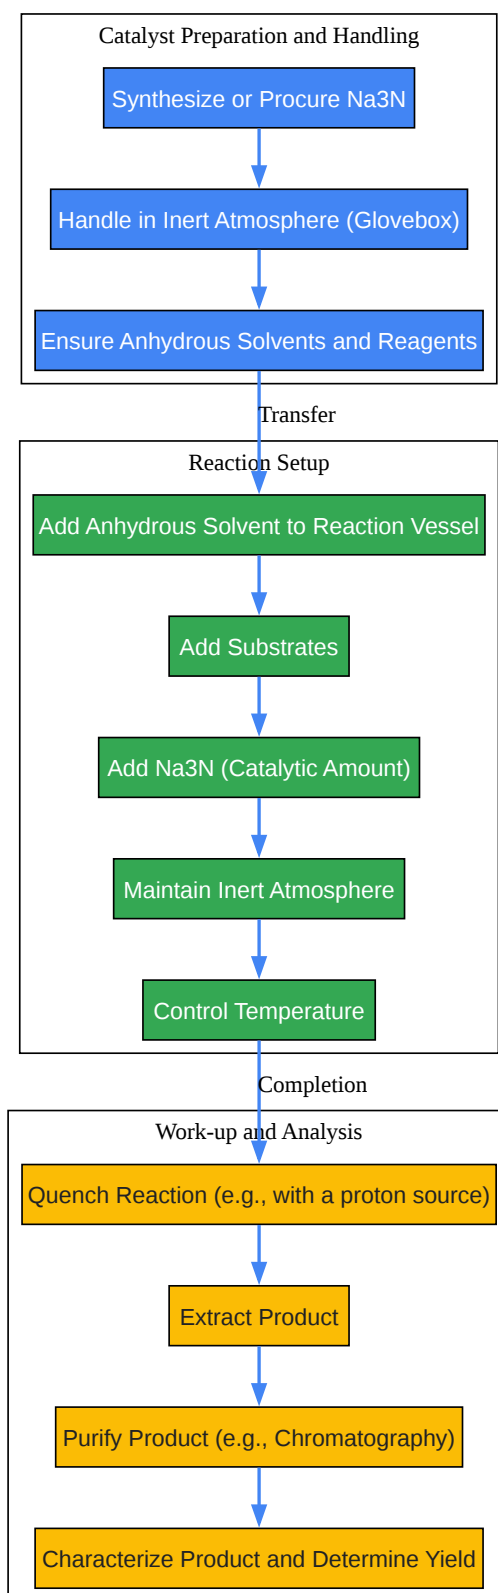 Catalyst Preparation and Handling
Synthesize or Procure Na3N
Handle in Inert Atmosphere (Glovebox)
Ensure Anhydrous Solvents and Reagents
Transfer
Reaction Setup
Add Anhydrous Solvent to Reaction Vessel
Add Substrates
Add Na3N (Catalytic Amount)
Maintain Inert Atmosphere
Control Temperature
Completion
Work-up and Analysis
Quench Reaction (e.g., with a proton source)
Extract Product
Purify Product (e.g., Chromatography)
Characterize Product and Determine Yield